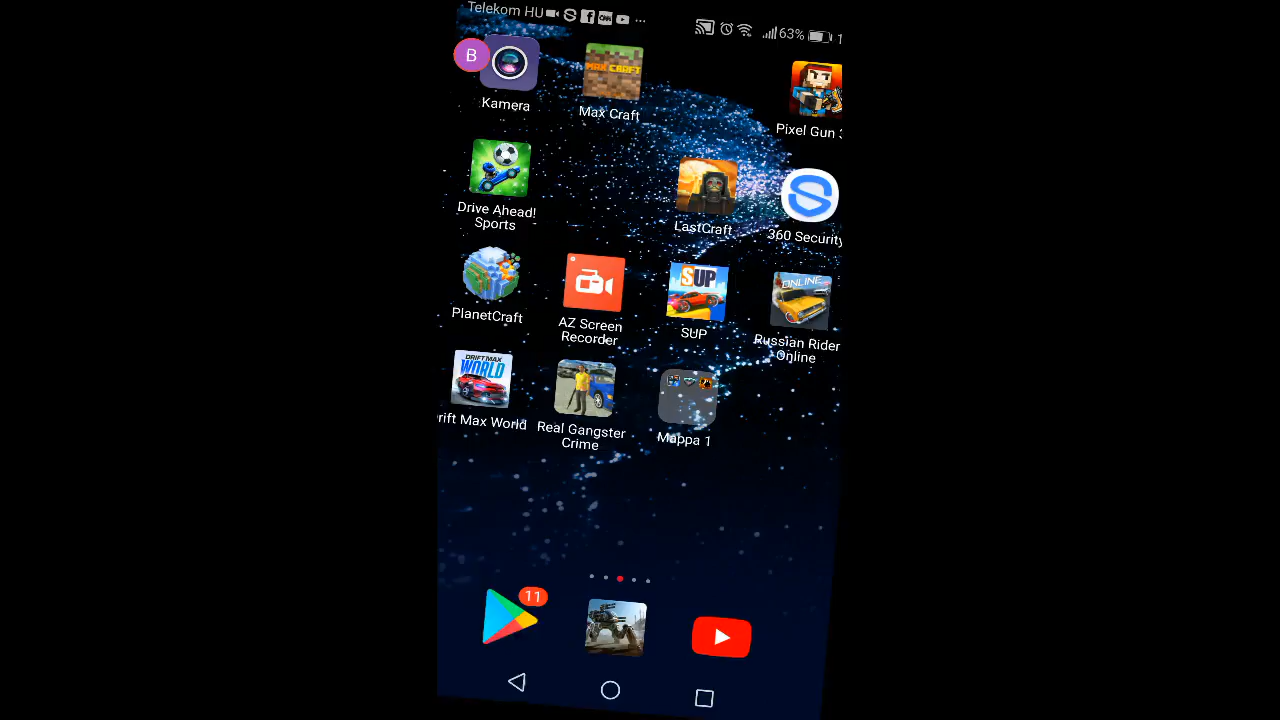 Telekom HU
63%
1
B
Kamera
MAX CRAFT
Max Craft
Pixel Gun 3
Drive Ahead!
Sports
LastCraft
360 Security
PlanetCraft
AZ Screen
Recorder
SUP
SUP
ONLINE
Russian Rider
Online
DRIFT MAX
WORLD
rift Max World
Real Gangster
Crime
Mappa 1
11